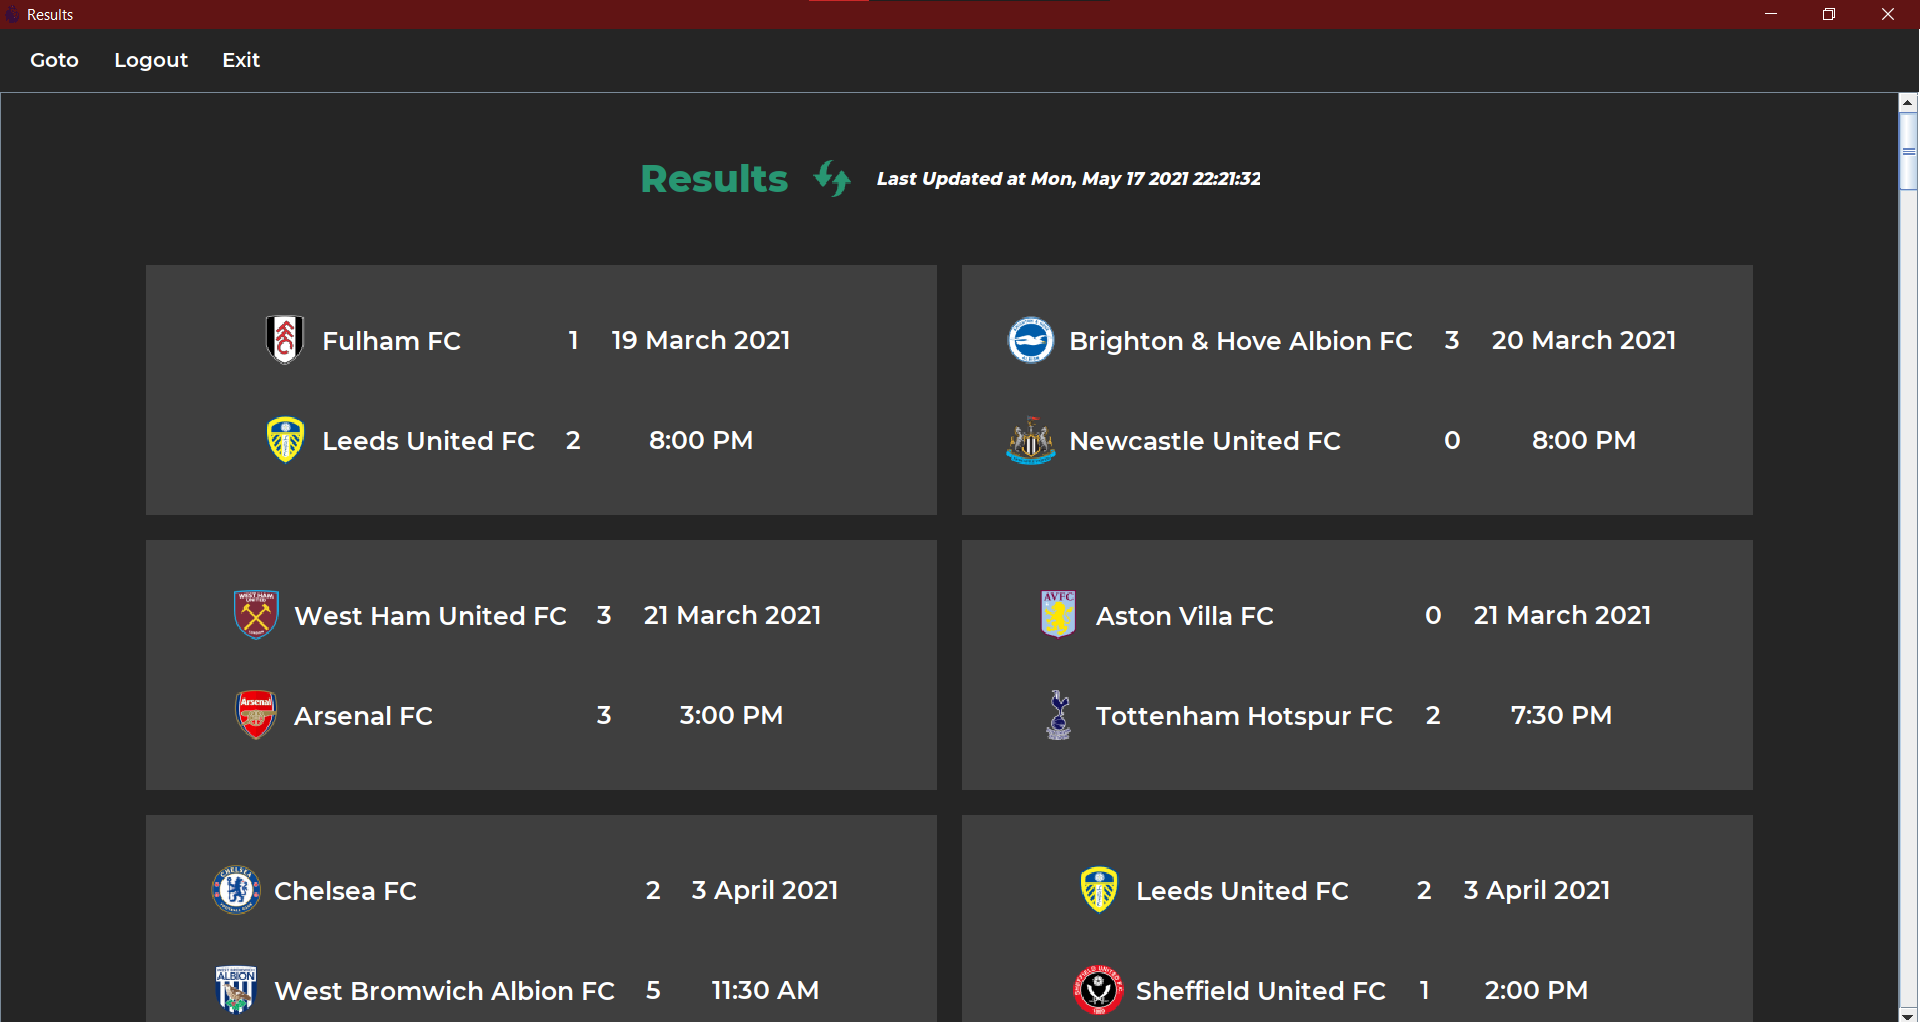 Results
Goto Logout Exit
Results Last Updated at Mon, May 17 2021 22:21:32
Fulham FC 1 19 March 2021
Leeds United FC 2 8:00 PM
Brighton & Hove Albion FC 3 20 March 2021
Newcastle United FC 0 8:00 PM
West Ham United FC 3 21 March 2021
Arsenal FC 3 3:00 PM
Aston Villa FC 0 21 March 2021
Tottenham Hotspur FC 2 7:30 PM
Chelsea FC 2 3 April 2021
West Bromwich Albion FC 5 11:30 AM
Leeds United FC 2 3 April 2021
Sheffield United FC 1 2:00 PM